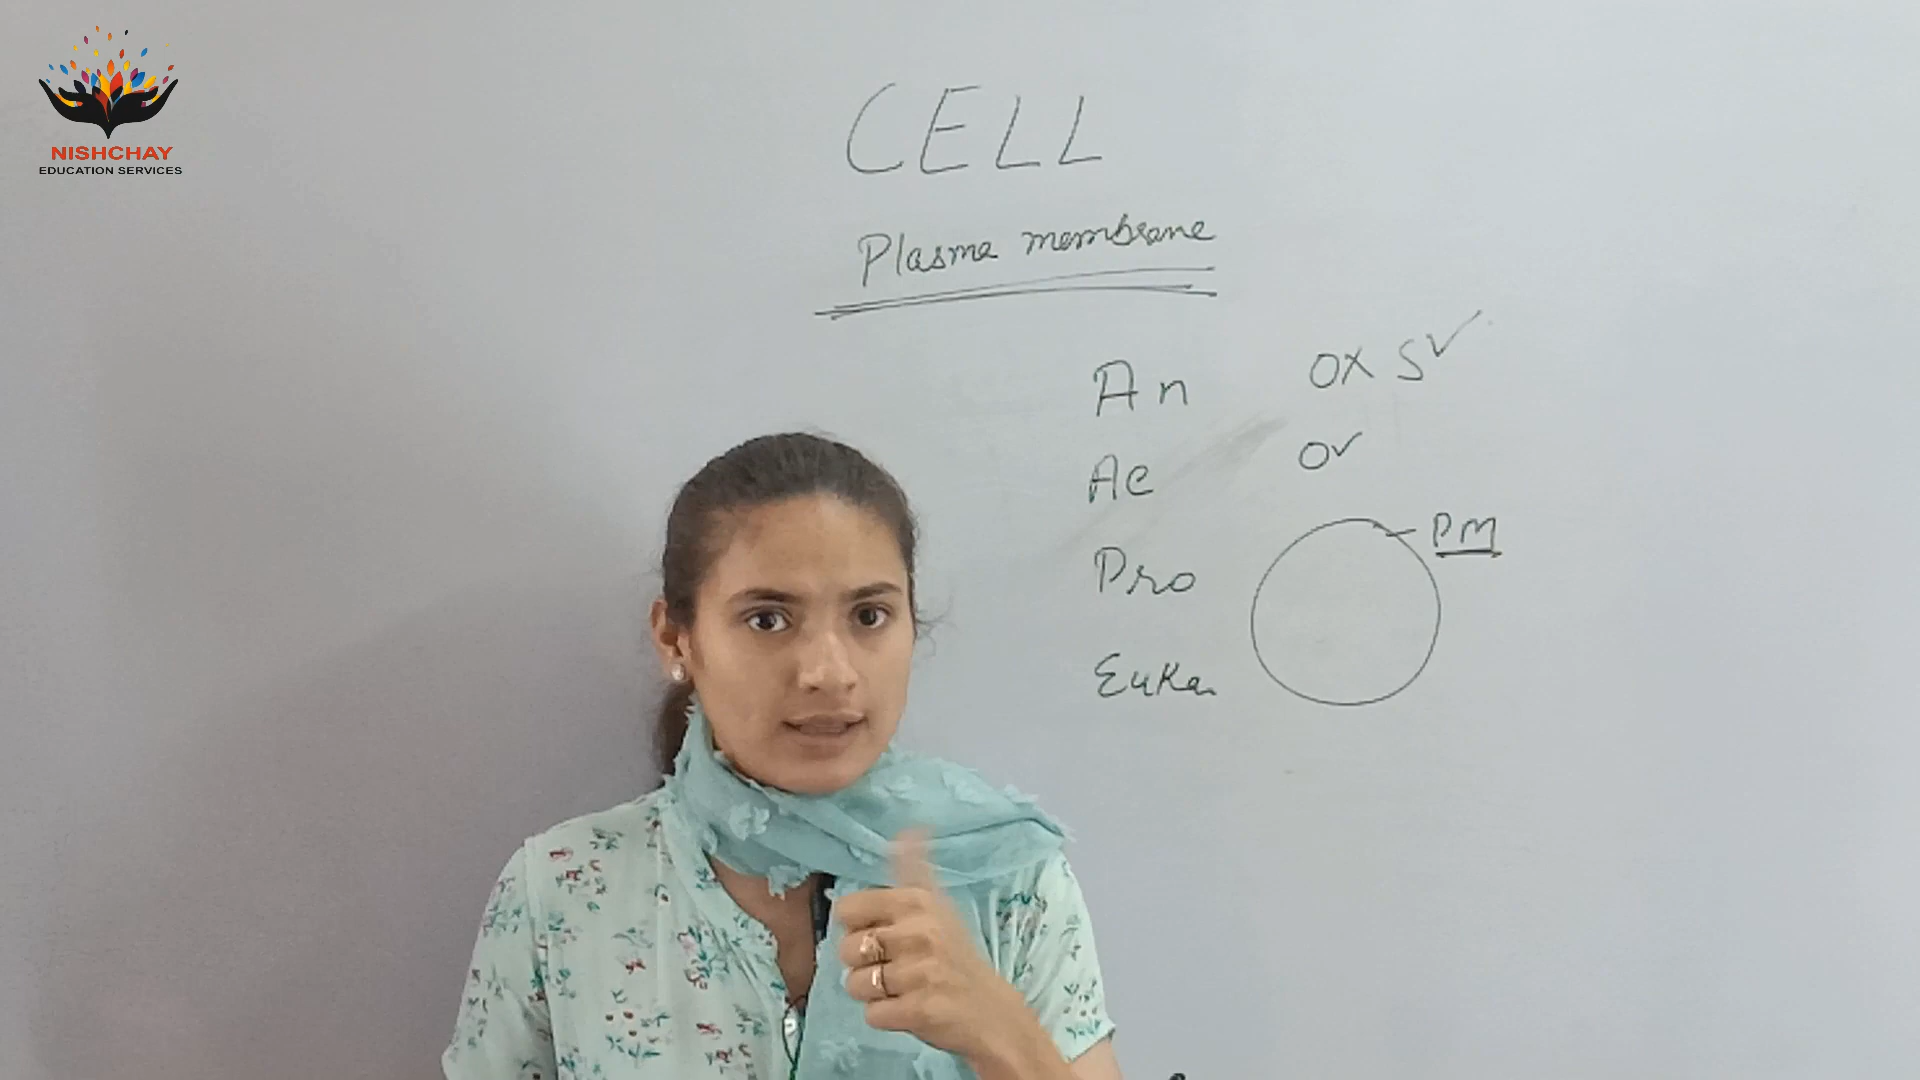 NISHCHAY
EDUCATION SERVICES
CELL
Plasma membrane
An OX S✓
Ae O✓
PM
Pro
Euka